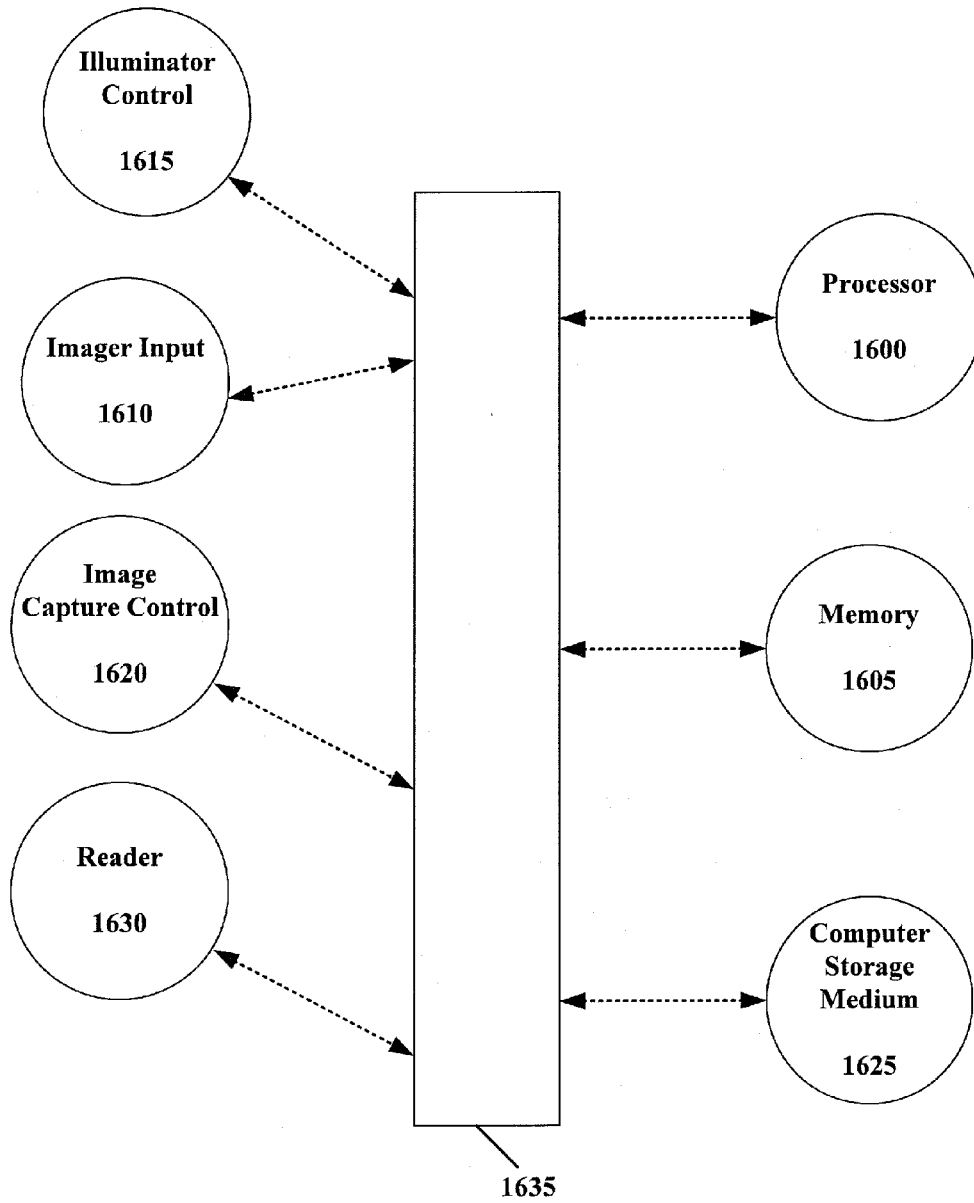 Illuminator
Control
1615
Imager Input
1610
Image
Capture Control
1620
Reader
1630
Processor
1600
Memory
1605
Computer
Storage
Medium
1625
1635